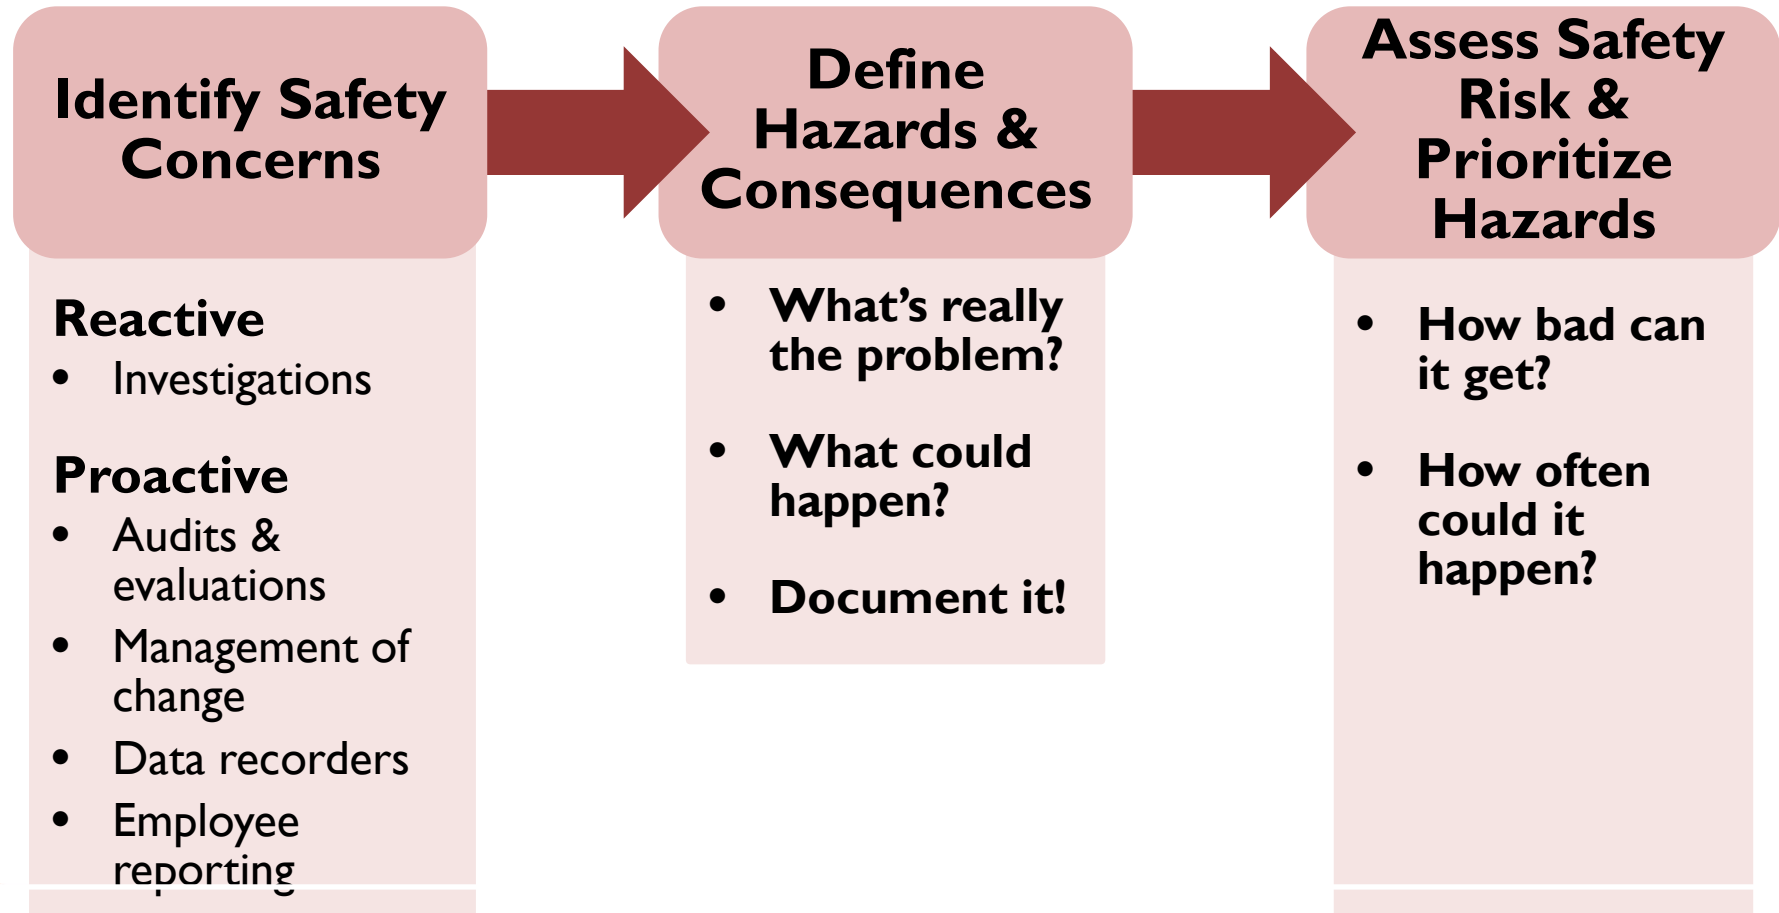 Identify Safety
Concerns
Reactive
• Investigations
Proactive
• Audits &
evaluations
• Management of
change
• Data recorders
• Employee
reporting
Define
Hazards &
Consequences
• What’s really
the problem?
• What could
happen?
• Document it!
Assess Safety
Risk &
Prioritize
Hazards
• How bad can
it get?
• How often
could it
happen?